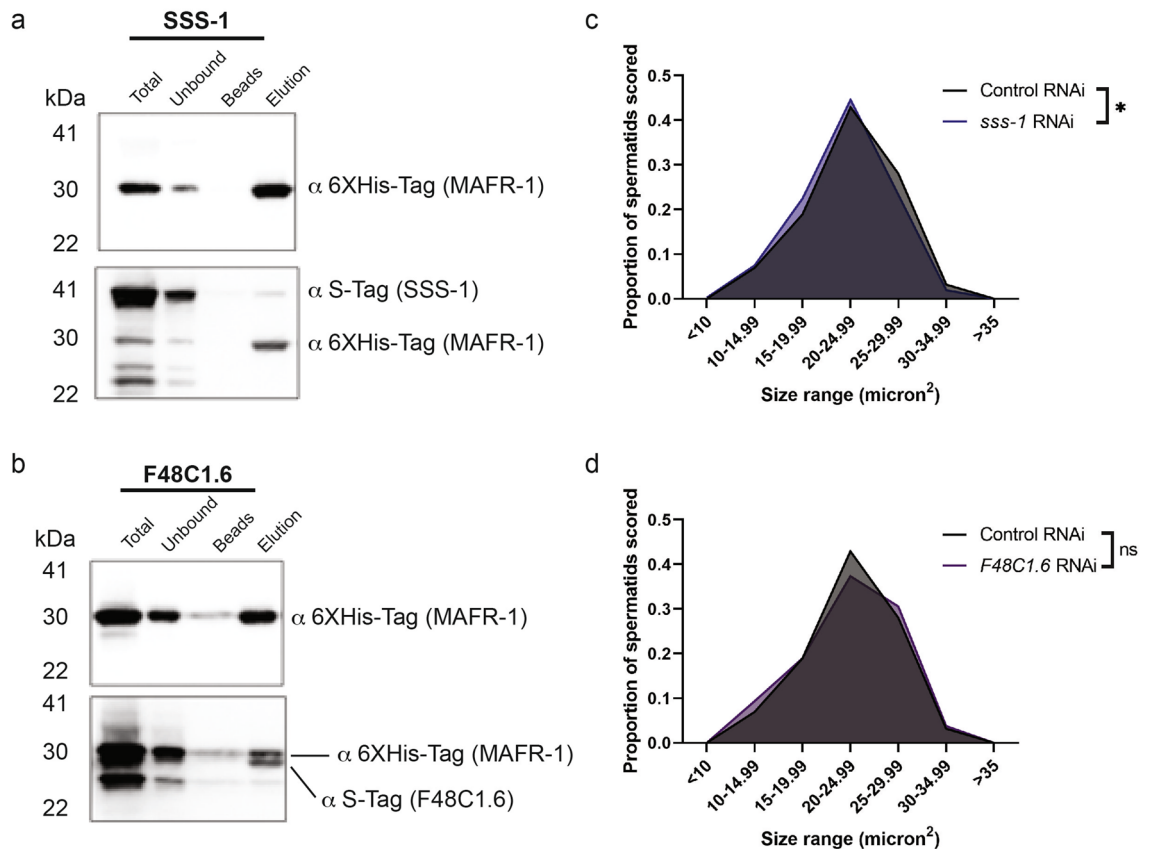 a
SSS-1
Total Unbound Beads Elution
kDa
41
30 α 6XHis-Tag (MAFR-1)
22
41 α S-Tag (SSS-1)
30 α 6XHis-Tag (MAFR-1)
22
b
F48C1.6
Total Unbound Beads Elution
kDa
41
30 α 6XHis-Tag (MAFR-1)
22
41
30 α 6XHis-Tag (MAFR-1)
α S-Tag (F48C1.6)
22
c
Proportion of spermatids scored
0.5
0.4
0.3
0.2
0.1
0.0
Control RNAi
sss-1 RNAi
*
<10 10-14.99 15-19.99 20-24.99 25-29.99 30-34.99 >35
Size range (micron²)
d
Proportion of spermatids scored
0.5
0.4
0.3
0.2
0.1
0.0
Control RNAi
F48C1.6 RNAi
ns
<10 10-14.99 15-19.99 20-24.99 25-29.99 30-34.99 >35
Size range (micron²)